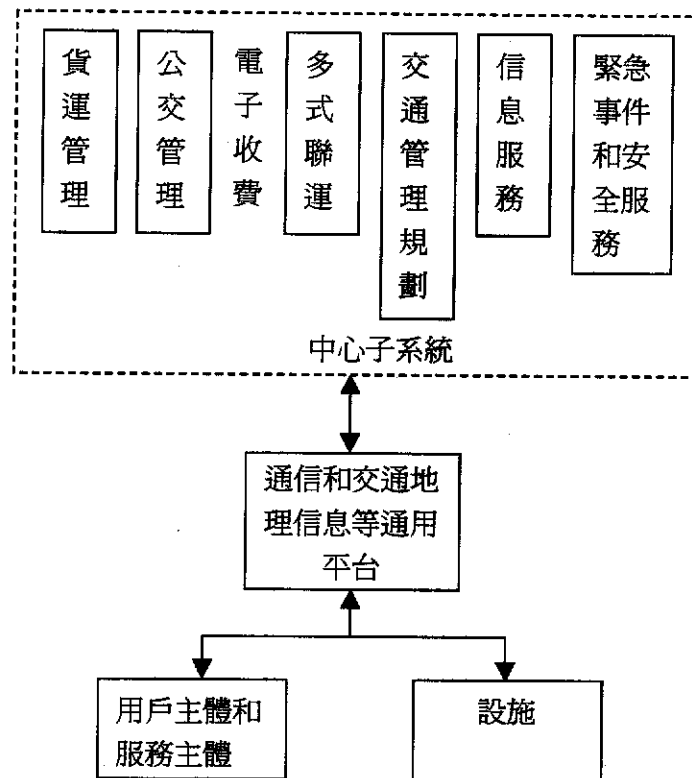 貨運管理
公交管理
電子收費
多式聯運
交通管理規劃
信息服務
緊急
事件
和安
全服
務
中心子系統
通信和交通地
理信息等通用
平台
用戶主體和
服務主體
設施